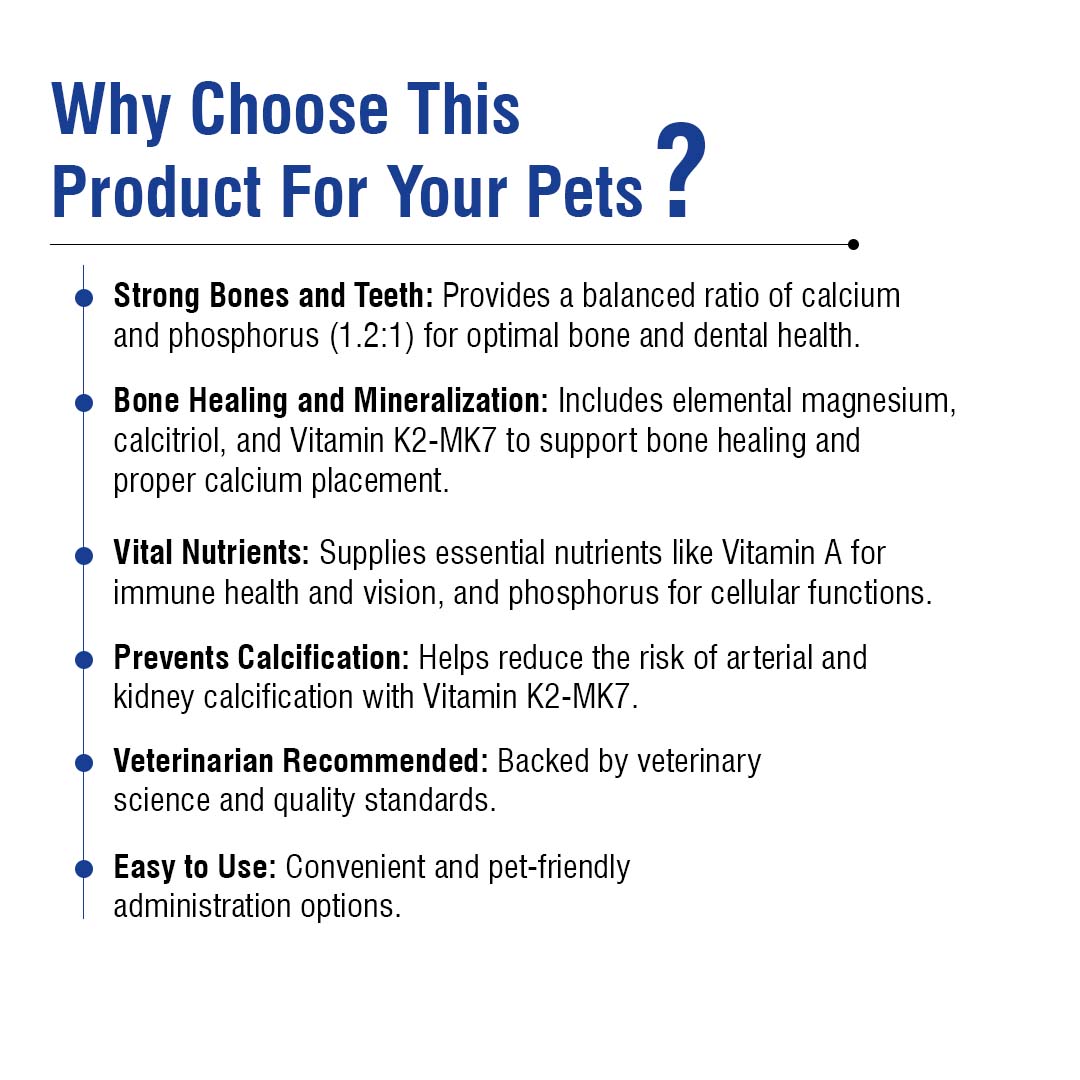 Why Choose This
Product For Your Pets ?
Strong Bones and Teeth: Provides a balanced ratio of calcium
and phosphorus (1.2:1) for optimal bone and dental health.
Bone Healing and Mineralization: Includes elemental magnesium,
calcitriol, and Vitamin K2-MK7 to support bone healing and
proper calcium placement.
Vital Nutrients: Supplies essential nutrients like Vitamin A for
immune health and vision, and phosphorus for cellular functions.
Prevents Calcification: Helps reduce the risk of arterial and
kidney calcification with Vitamin K2-MK7.
Veterinarian Recommended: Backed by veterinary
science and quality standards.
Easy to Use: Convenient and pet-friendly
administration options.